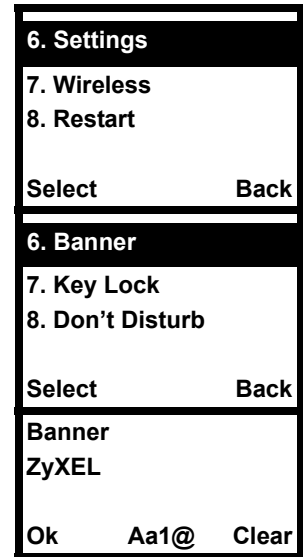 6. Settings
7. Wireless
8. Restart
Select Back
6. Banner
7. Key Lock
8. Don't Disturb
Select Back
Banner
ZyXEL
Ok Aa1@ Clear